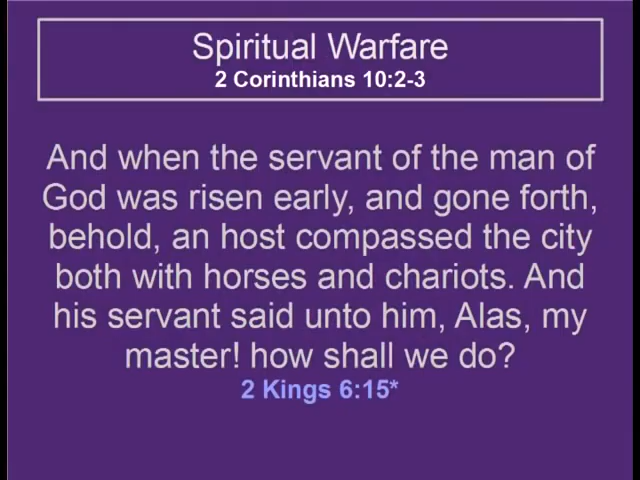 Spiritual Warfare
2 Corinthians 10:2-3
And when the servant of the man of
God was risen early, and gone forth,
behold, an host compassed the city
both with horses and chariots. And
his servant said unto him, Alas, my
master! how shall we do?
2 Kings 6:15*